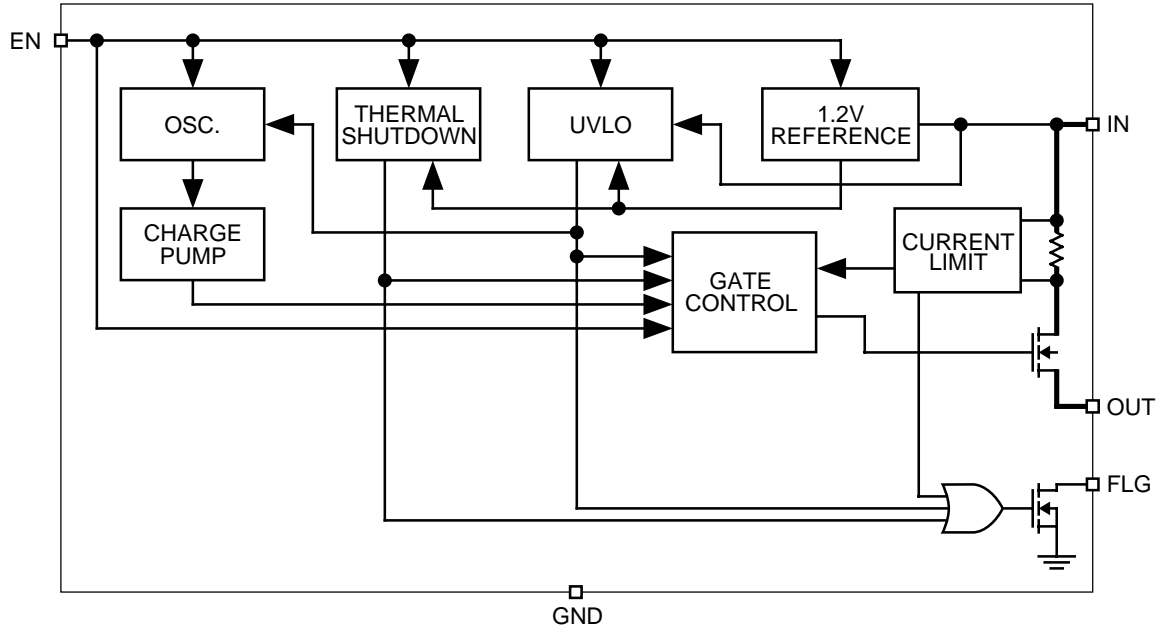 EN
OSC.
THERMAL
SHUTDOWN
UVLO
1.2V
REFERENCE
IN
CHARGE
PUMP
CURRENT
LIMIT
GATE
CONTROL
OUT
FLG
GND